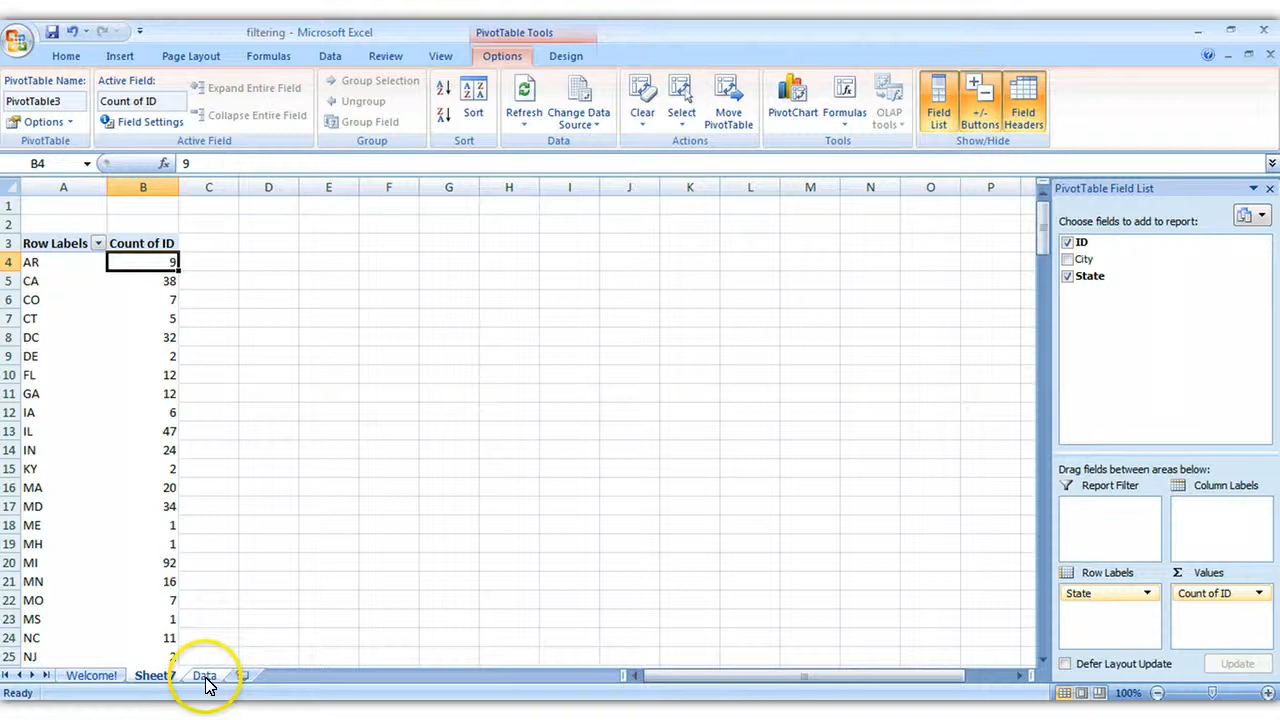 filtering - Microsoft Excel
PivotTable Tools
Home Insert Page Layout Formulas Data Review View Options Design
PivotTable Name:
PivotTable3
Options
PivotTable
Active Field:
Count of ID
Field Settings
Expand Entire Field
Collapse Entire Field
Active Field
Group Selection
Ungroup
Group Field
Group
Sort
Sort
Refresh
Change Data
Source
Data
Clear
Select
Move
PivotTable
Actions
PivotChart
Formulas
OLAP
tools
Tools
Field
List
+/-
Buttons
Field
Headers
Show/Hide
B4 fx 9
A B C D E F G H I J K L M N O P
1
2
3 Row Labels Count of ID
4 AR 9
5 CA 38
6 CO 7
7 CT 5
8 DC 32
9 DE 2
10 FL 12
11 GA 12
12 IA 6
13 IL 47
14 IN 24
15 KY 2
16 MA 20
17 MD 34
18 ME 1
19 MH 1
20 MI 92
21 MN 16
22 MO 7
23 MS 1
24 NC 11
25 NJ 2
Welcome! Sheet7 Data
Ready
100%
PivotTable Field List
Choose fields to add to report:
ID
City
State
Drag fields between areas below:
Report Filter
Column Labels
Row Labels
Σ Values
State
Count of ID
Defer Layout Update
Update